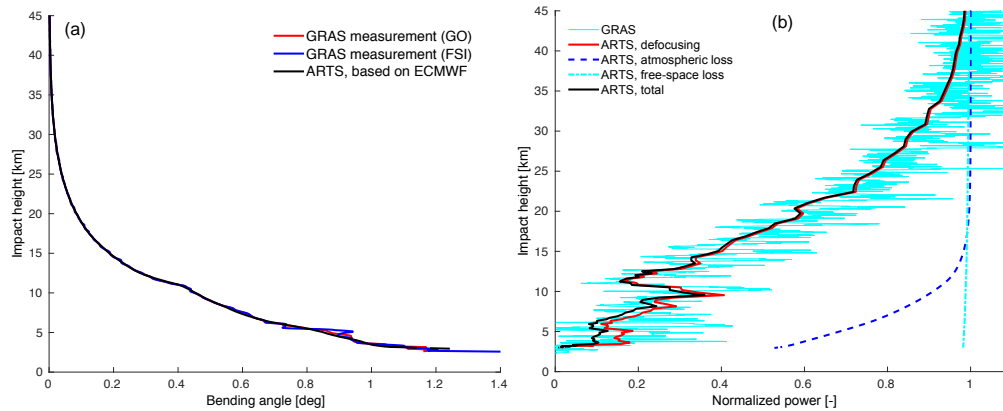 (a)
GRAS measurement (GO)
GRAS measurement (FSI)
ARTS, based on ECMWF
45
40
35
30
25
20
15
10
5
0
Impact height [km]
0
0.2
0.4
0.6
0.8
1
1.2
1.4
Bending angle [deg]
(b)
GRAS
ARTS, defocusing
ARTS, atmospheric loss
ARTS, free-space loss
ARTS, total
45
40
35
30
25
20
15
10
5
0
Impact height [km]
0
0.2
0.4
0.6
0.8
1
Normalized power [-]